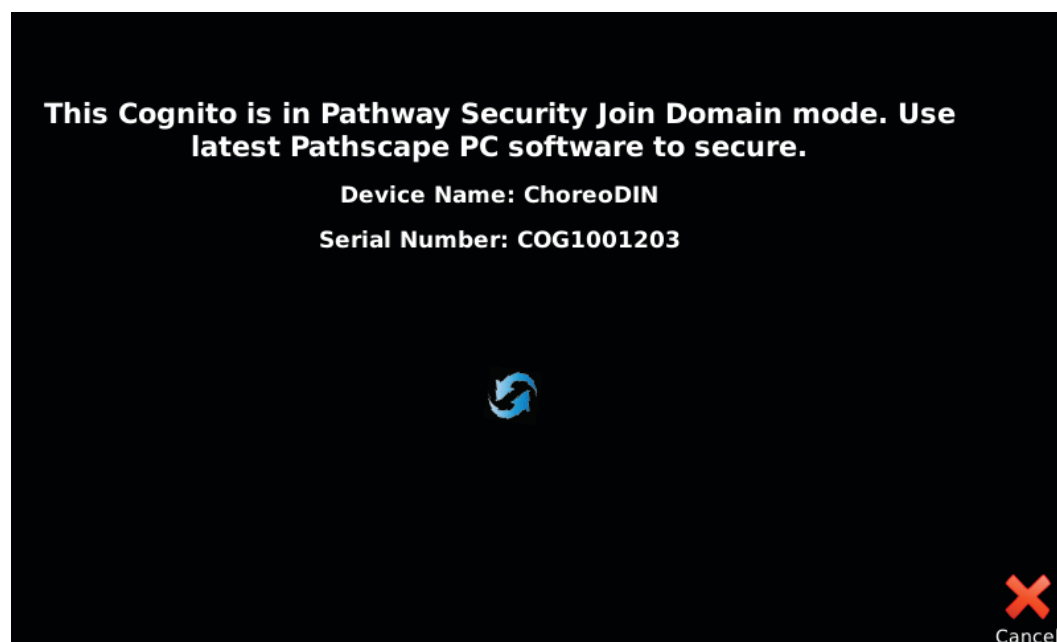 This Cognito is in Pathway Security Join Domain mode. Use
latest Pathscape PC software to secure.
Device Name: ChoreoDIN
Serial Number: COG1001203
Cancel